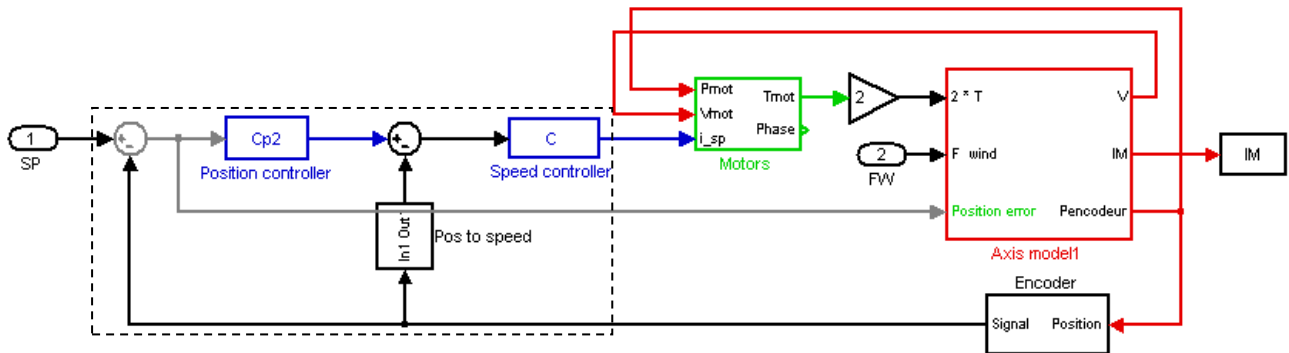 1
SP
+
-
Cp2
Position controller
+
-
C
Speed controller
In1 Out1
Pos to speed
Pmot
Vmot
i_sp
Tmot
Phase
Motors
2
2 * T
F wind
Position error
V
IM
Pencodeur
Axis model1
2
FW
IM
Encoder
Signal
Position